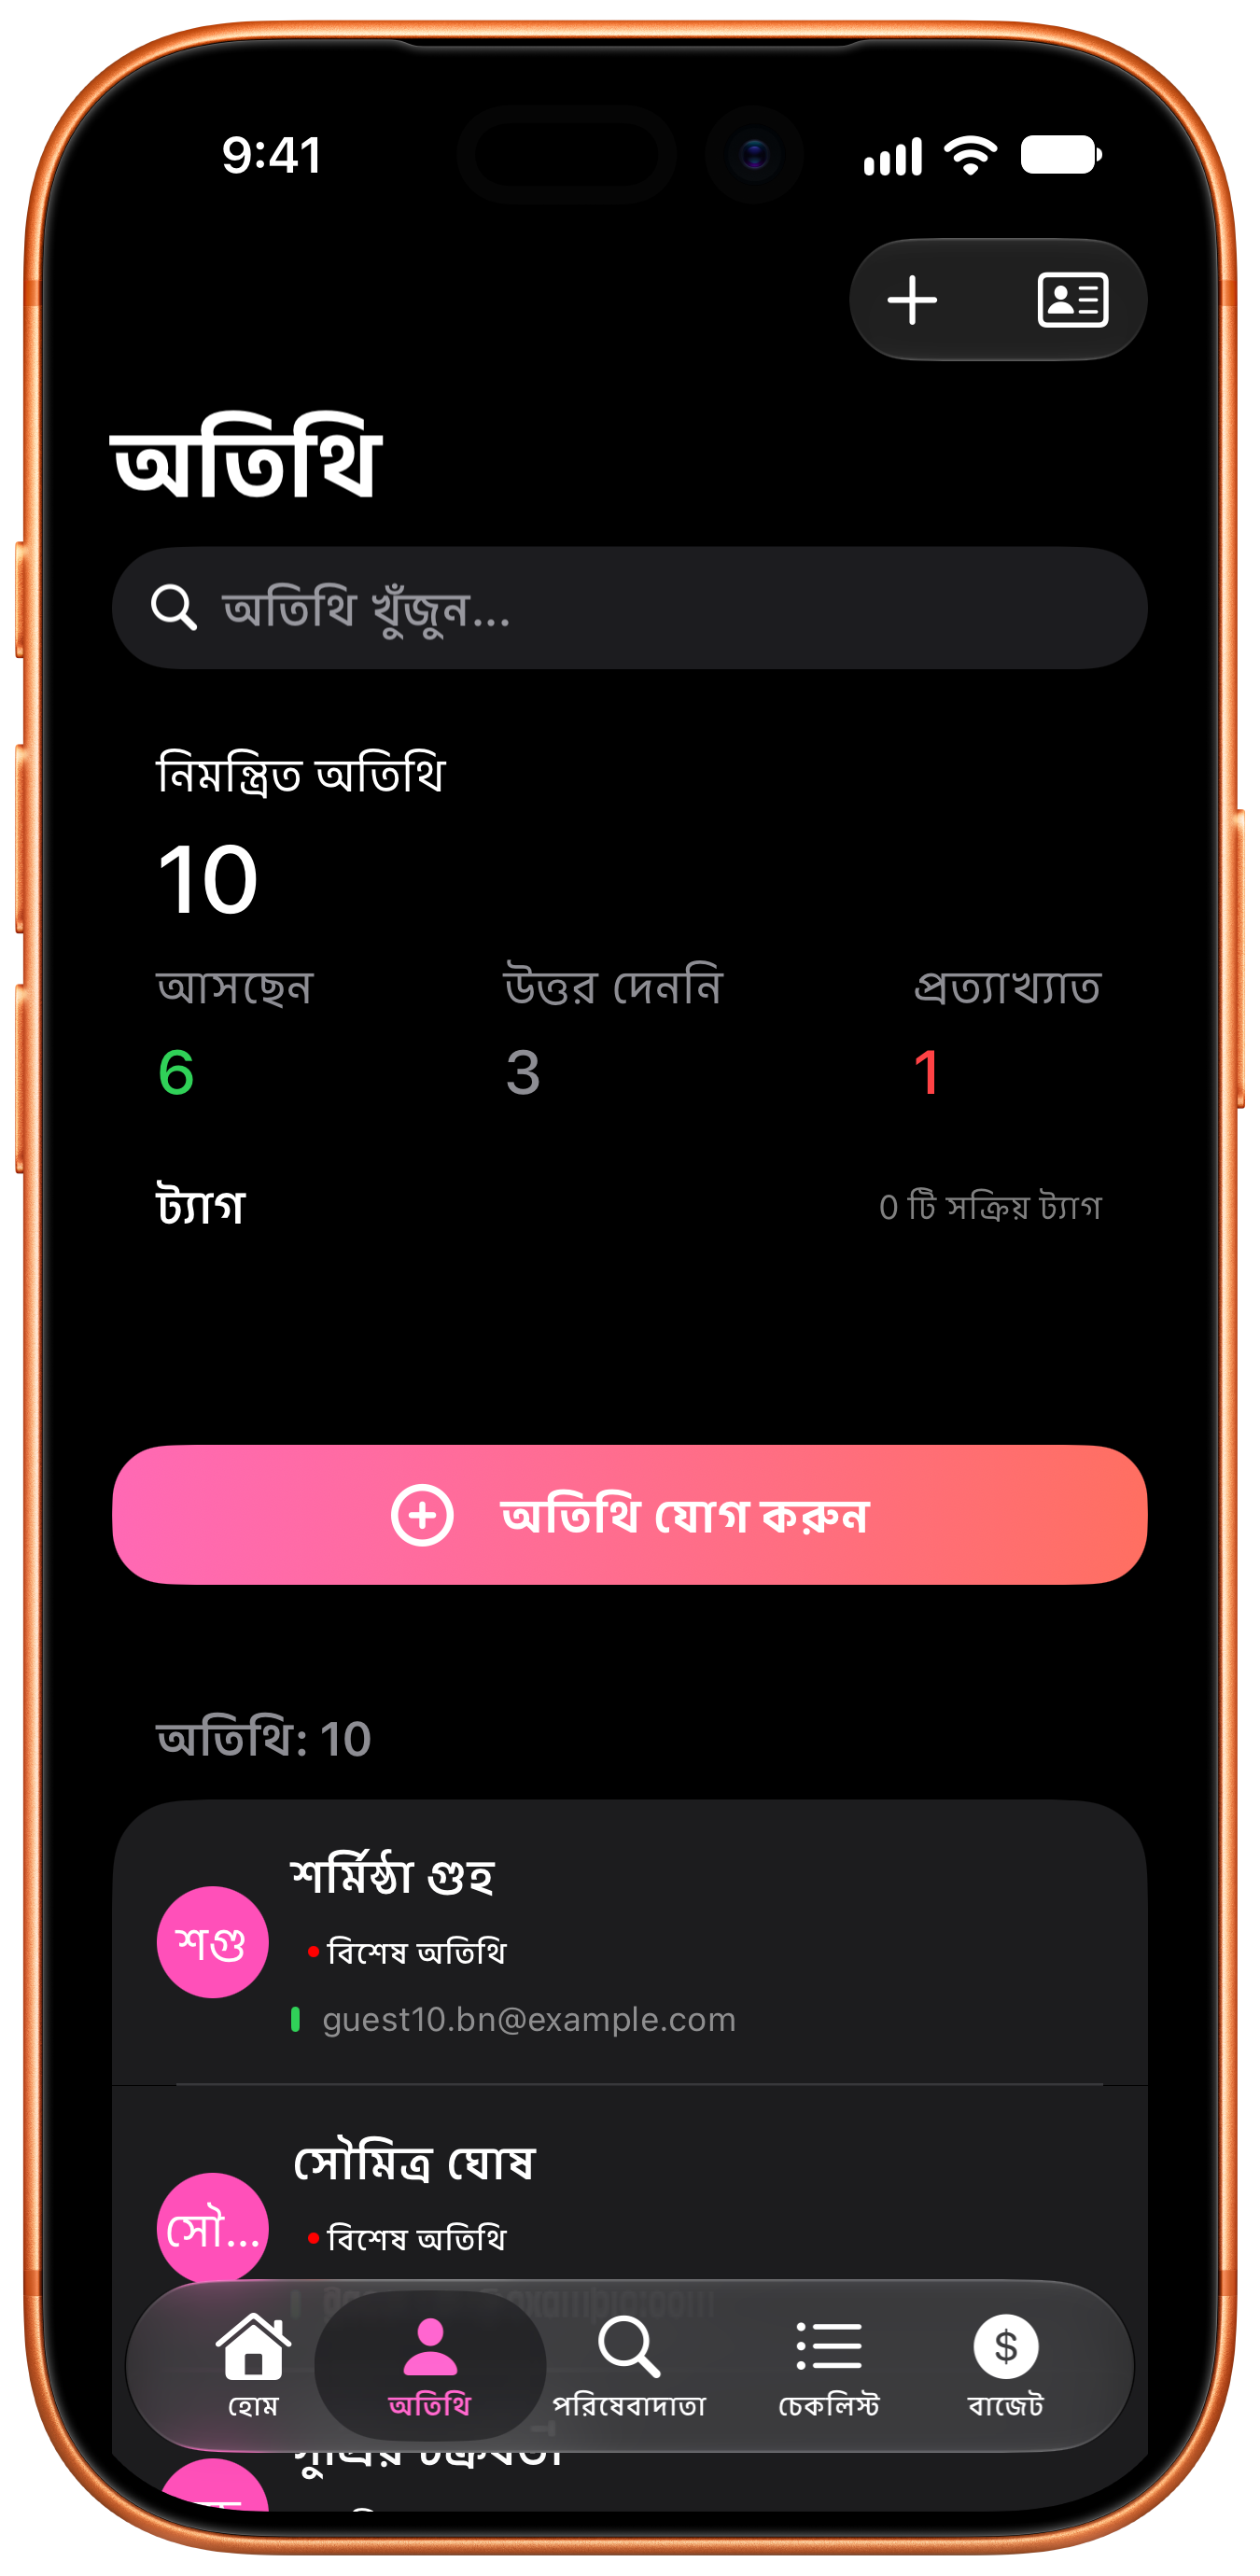 9:41
অতিথি
অতিথি খুঁজুন...
নিমন্ত্রিত অতিথি
10
আসছেন
উত্তর দেননি
প্রত্যাখ্যাত
6
3
1
ট্যাগ
0 টি সক্রিয় ট্যাগ
অতিথি যোগ করুন
অতিথি: 10
শর্মিষ্ঠা গুহ
শগু
বিশেষ অতিথি
guest10.bn@example.com
সৌমিত্র ঘোষ
সৌ...
বিশেষ অতিথি
হোম
অতিথি
পরিষেবাদাতা
চেকলিস্ট
বাজেট